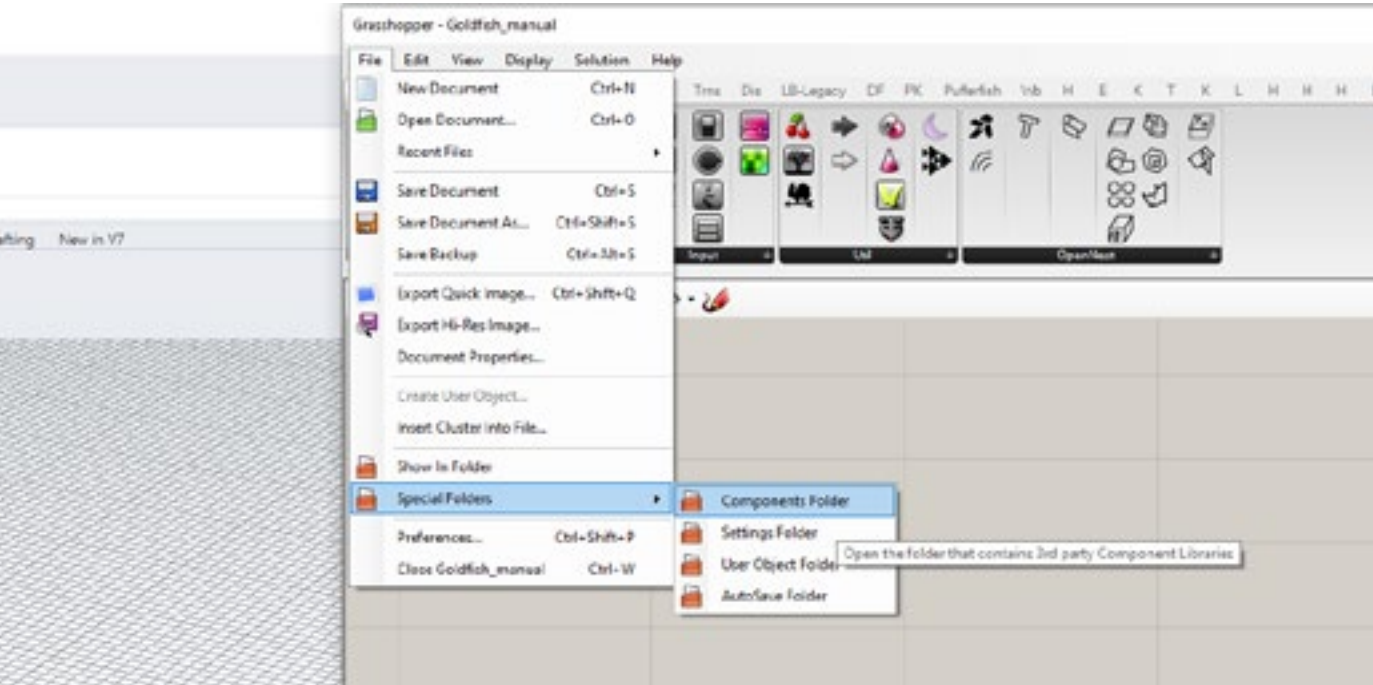 Grasshopper - Goldfish_manual
File Edit View Display Solution Help
New Document Ctrl+N
Open Document... Ctrl+O
Recent Files
Save Document Ctrl+S
Save Document As... Ctrl+Shift+S
Save Backup Ctrl+Alt+S
Export Quick Image... Ctrl+Shift+Q
Export Hi-Res Image...
Document Properties...
Create User Object...
Insert Cluster Into File...
Show In Folder
Special Folders
Preferences... Ctrl+Shift+P
Close Goldfish_manual Ctrl+W
Trns Dis LB-Legacy DF PK Pufferfish Wb H E K T K L H H H
Input Util OpenNest
afting New in V7
Components Folder
Settings Folder
User Object Folder
AutoSave Folder
Open the folder that contains 3rd party Component Libraries